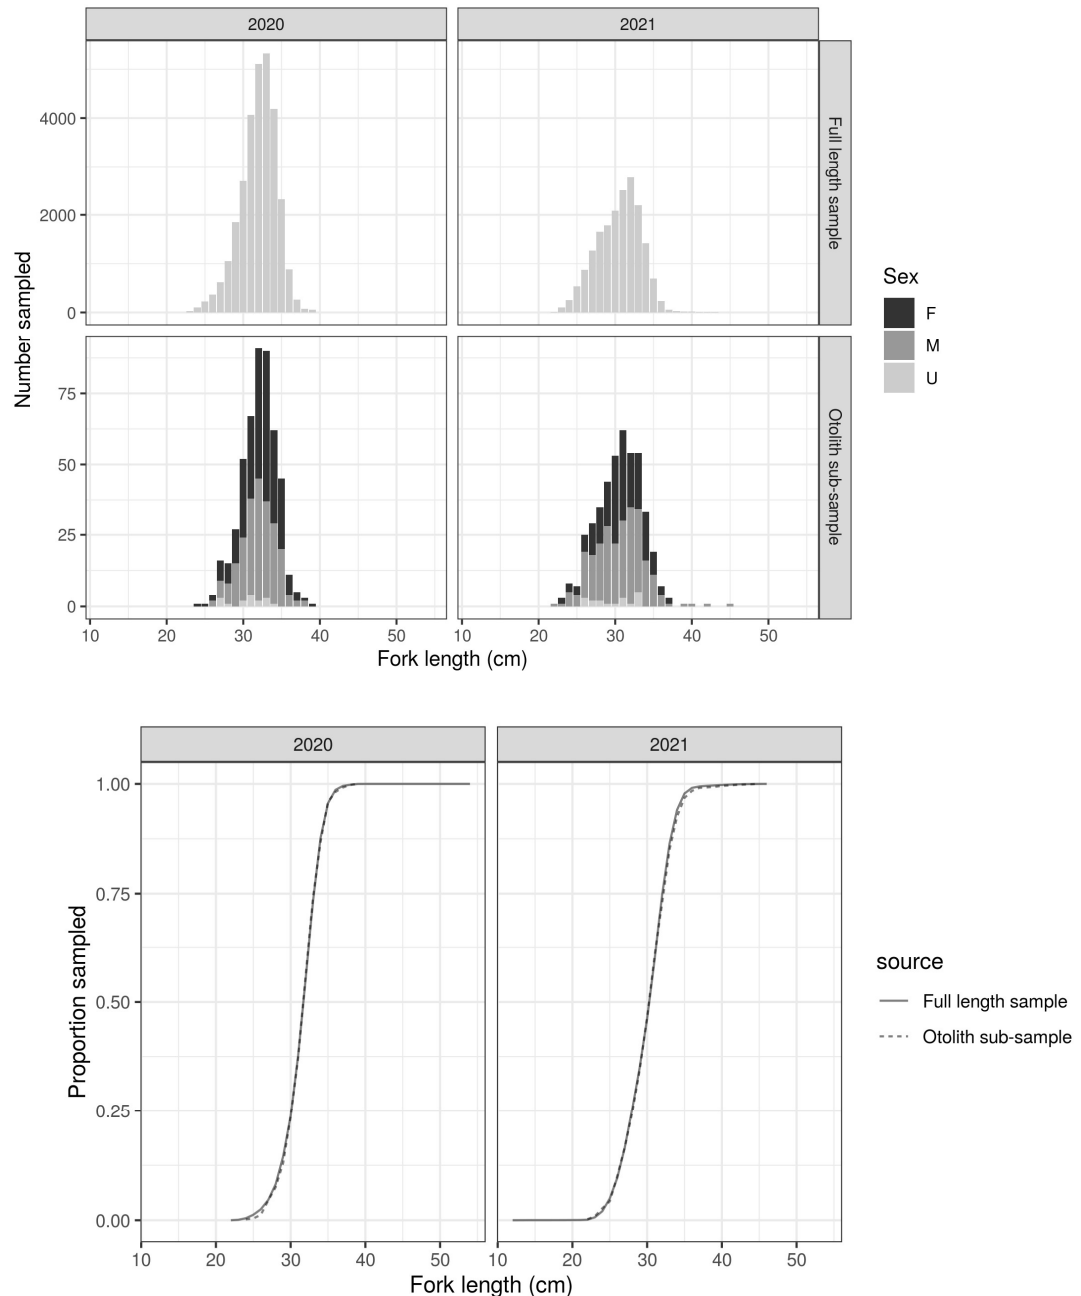 2020
2021
Number sampled
4000
2000
0
Full length sample
75
50
25
0
Otolith sub-sample
10 20 30 40 50
10 20 30 40 50
Fork length (cm)
Sex
F
M
U
2020
2021
Proportion sampled
1.00
0.75
0.50
0.25
0.00
10 20 30 40 50
10 20 30 40 50
Fork length (cm)
source
Full length sample
Otolith sub-sample